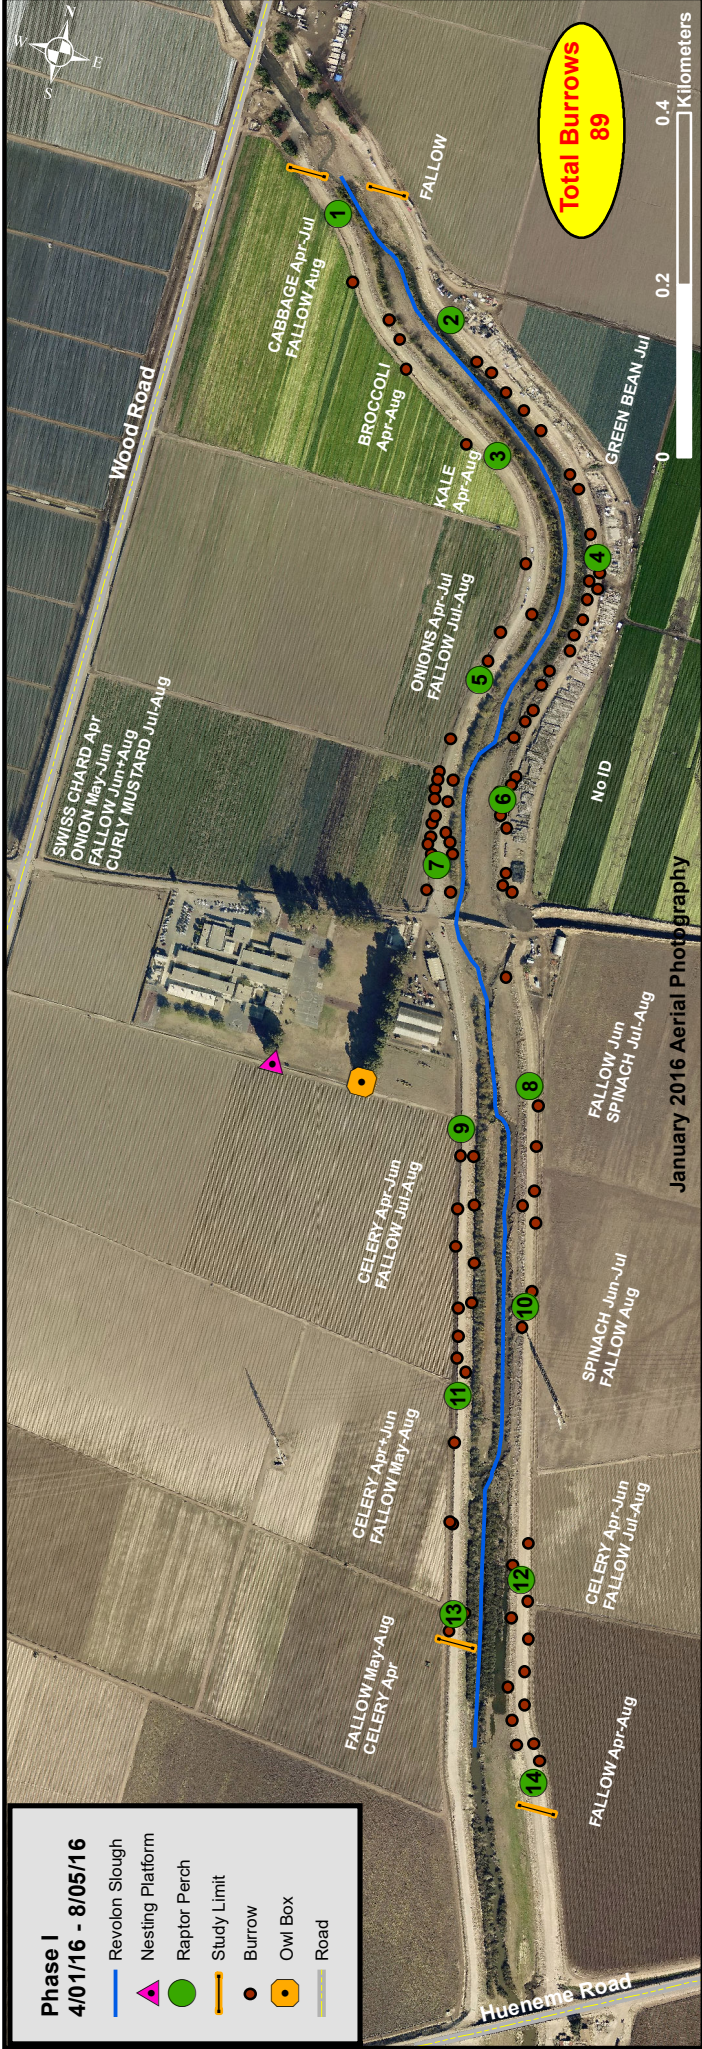 Phase I
4/01/16 - 8/05/16
Revolon Slough
Nesting Platform
Raptor Perch
Study Limit
Burrow
Owl Box
Road
Hueneme Road
Wood Road
N
W
E
S
FALLOW May-Aug
CELERY Apr
CELERY Apr+Jun
FALLOW May-Aug
CELERY Apr-Jun
FALLOW Jul-Aug
SWISS CHARD Apr
ONION May-Jun
FALLOW Jun+Aug
CURLY MUSTARD Jul-Aug
ONIONS Apr-Jul
FALLOW Jul-Aug
KALE
Apr-Aug
BROCCOLI
Apr-Aug
CABBAGE Apr-Jul
FALLOW Aug
FALLOW
13
11
9
7
5
3
1
14
12
10
8
6
4
2
FALLOW Apr-Aug
CELERY Apr-Jun
FALLOW Jul-Aug
SPINACH Jun-Jul
FALLOW Aug
FALLOW Jun
SPINACH Jul-Aug
No ID
GREEN BEAN Jul
Total Burrows
89
January 2016 Aerial Photography
0
0.2
0.4
Kilometers